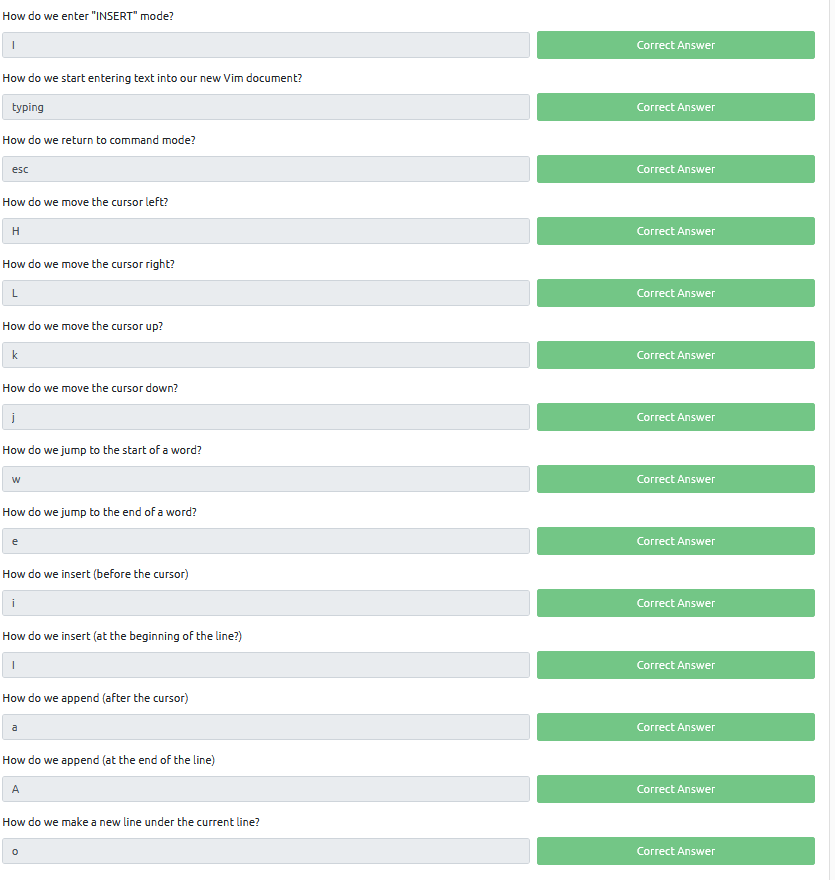 How do we enter "INSERT" mode?
I
Correct Answer
How do we start entering text into our new Vim document?
typing
Correct Answer
How do we return to command mode?
esc
Correct Answer
How do we move the cursor left?
H
Correct Answer
How do we move the cursor right?
L
Correct Answer
How do we move the cursor up?
k
Correct Answer
How do we move the cursor down?
j
Correct Answer
How do we jump to the start of a word?
w
Correct Answer
How do we jump to the end of a word?
e
Correct Answer
How do we insert (before the cursor)
i
Correct Answer
How do we insert (at the beginning of the line?)
I
Correct Answer
How do we append (after the cursor)
a
Correct Answer
How do we append (at the end of the line)
A
Correct Answer
How do we make a new line under the current line?
o
Correct Answer